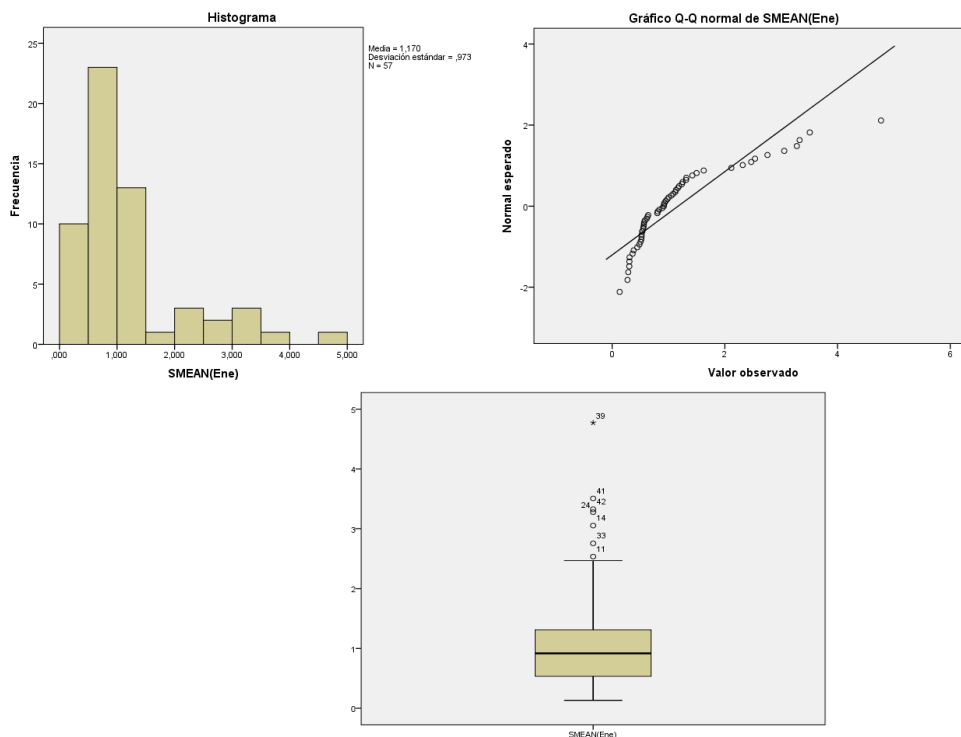 Histograma
Media = 1,170
Desviación estándar = ,973
N = 57
Frecuencia
25
20
15
10
5
0
,000 1,000 2,000 3,000 4,000 5,000
SMEAN(Ene)
Gráfico Q-Q normal de SMEAN(Ene)
Normal esperado
4
2
0
-2
0 2 4 6
Valor observado
5
4
3
2
1
0
39
41
24 42
14
33
11
SMEAN(Ene)